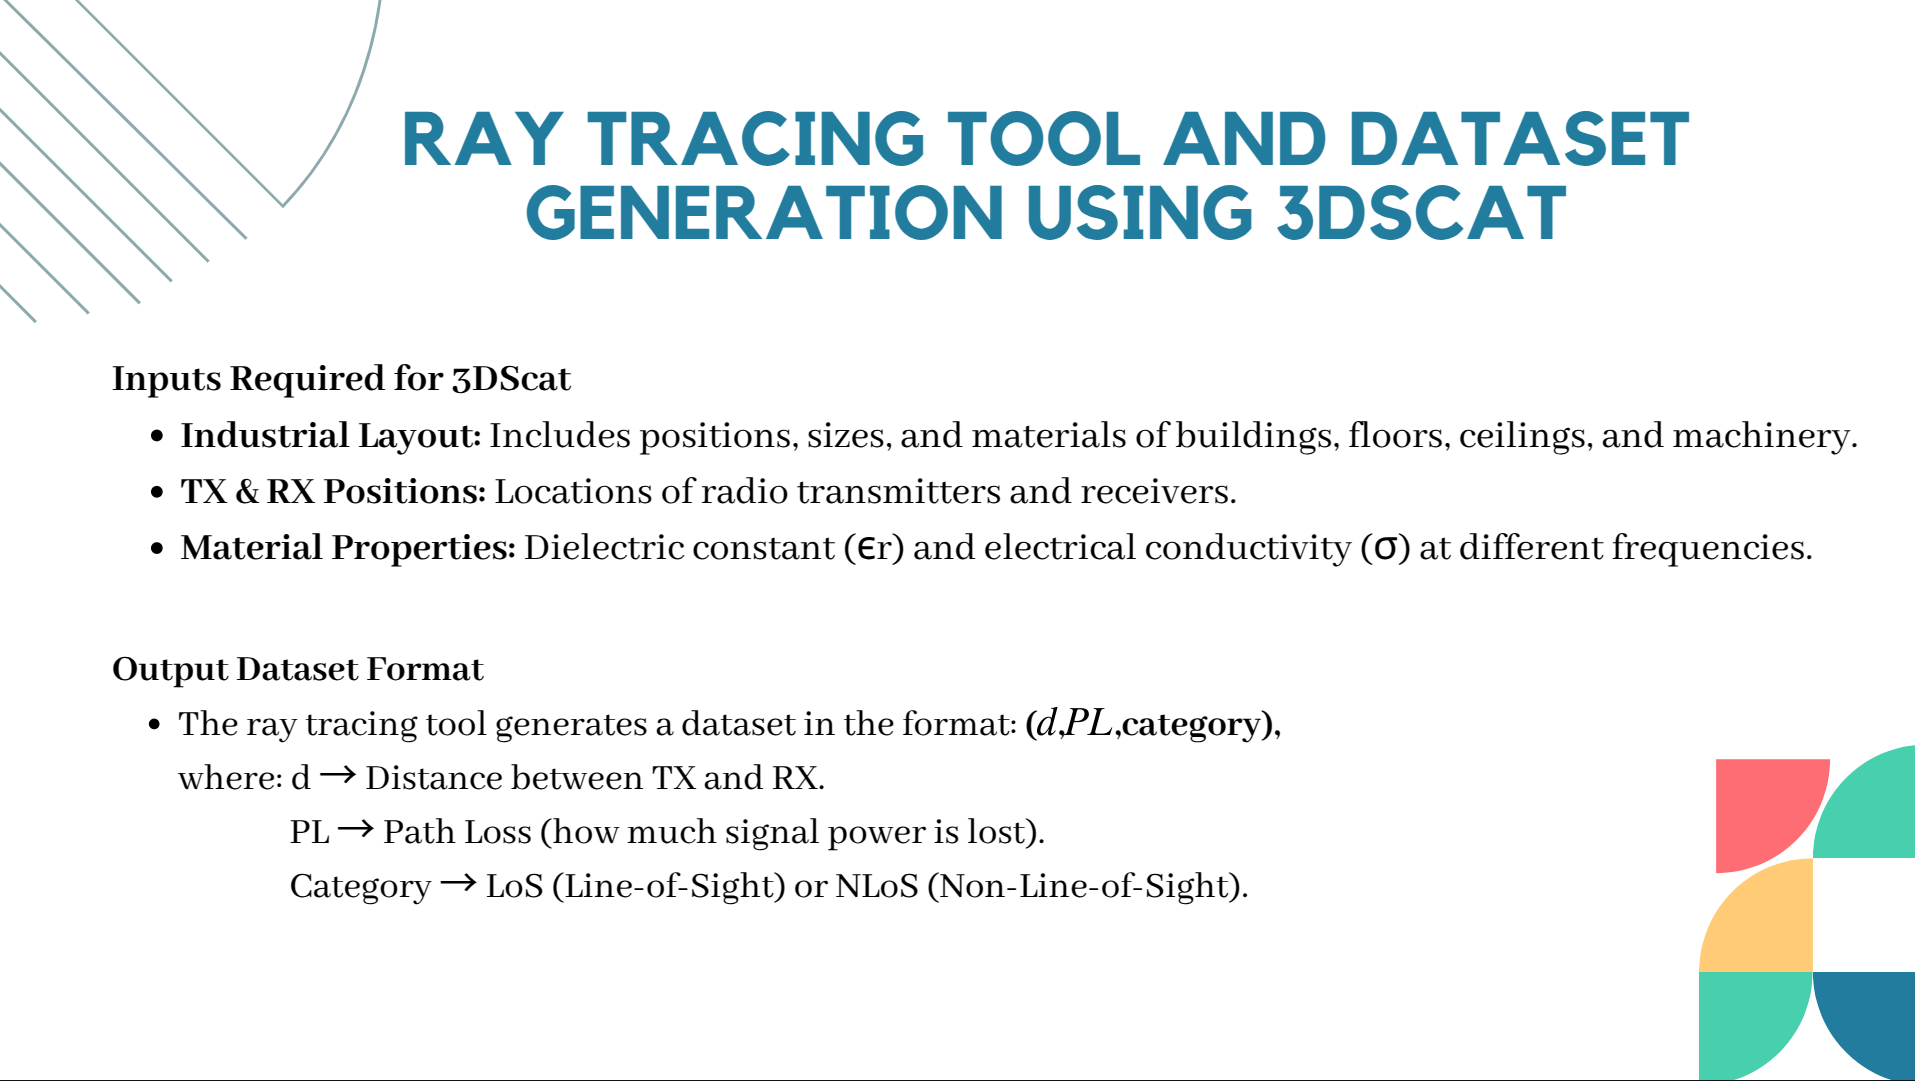 RAY TRACING TOOL AND DATASET
GENERATION USING 3DSCAT
Inputs Required for 3DScat
• Industrial Layout: Includes positions, sizes, and materials of buildings, floors, ceilings, and machinery.
• TX & RX Positions: Locations of radio transmitters and receivers.
• Material Properties: Dielectric constant (ϵr) and electrical conductivity (σ) at different frequencies.
Output Dataset Format
• The ray tracing tool generates a dataset in the format: (d,PL,category),
where: d → Distance between TX and RX.
PL → Path Loss (how much signal power is lost).
Category → LoS (Line-of-Sight) or NLoS (Non-Line-of-Sight).